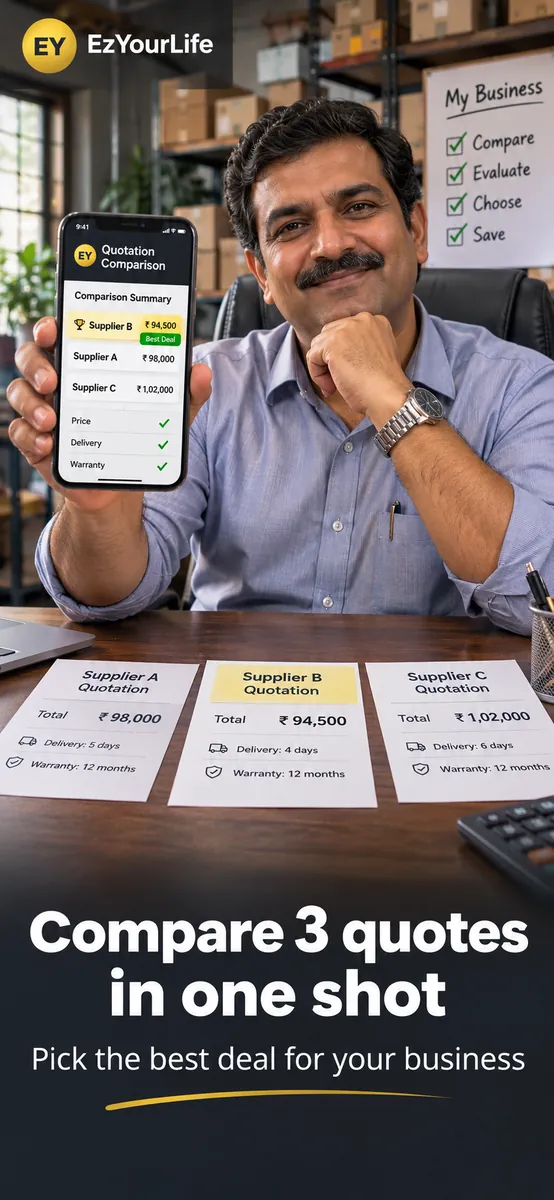 EY EzYourLife
My Business
Compare
Evaluate
Choose
Save
9:41
EY Quotation
Comparison
Comparison Summary
Supplier B ₹ 94,500
Best Deal
Supplier A ₹ 98,000
Supplier C ₹ 1,02,000
Price
Delivery
Warranty
Supplier A
Quotation
Total ₹ 98,000
Delivery: 5 days
Warranty: 12 months
Supplier B
Quotation
Total ₹ 94,500
Delivery: 4 days
Warranty: 12 months
Supplier C
Quotation
Total ₹ 1,02,000
Delivery: 6 days
Warranty: 12 months
Compare 3 quotes
in one shot
Pick the best deal for your business